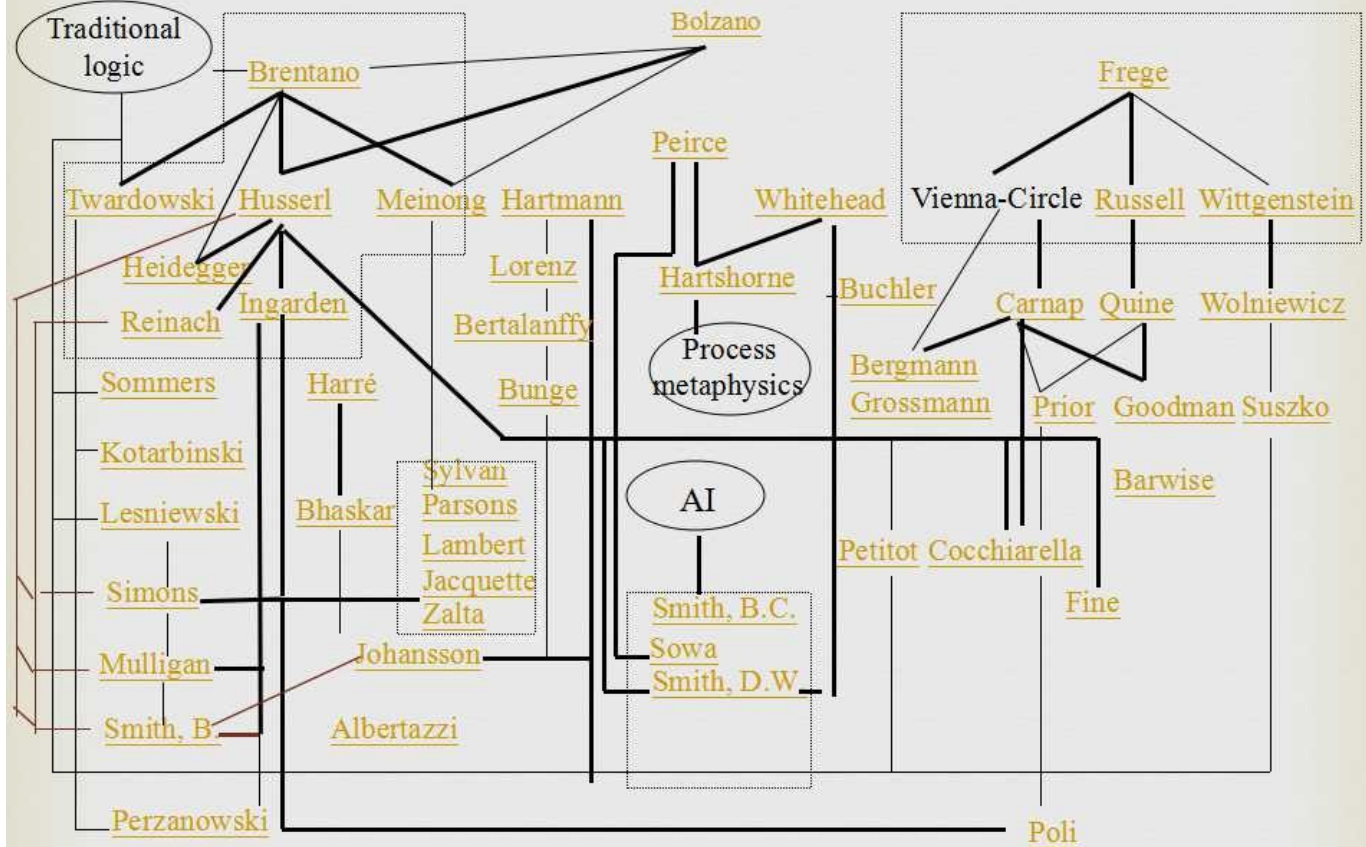 Traditional
logic
Bolzano
Brentano
Frege
Peirce
Twardowski Husserl Meinong Hartmann Whitehead Vienna-Circle Russell Wittgenstein
Heidegger Lorenz Hartshorne Buchler
Reinach Ingarden Bertalanffy Carnap Quine Wolniewicz
Process
metaphysics
Bergmann
Grossmann
Sommers Harré Bunge Prior Goodman Suszko
Kotarbinski Sylvan Barwise
Lesniewski Bhaskar Parsons AI
Lambert Petitot Cocchiarella
Simons Jacquette Smith, B.C. Fine
Zalta
Mulligan Johansson Sowa
Smith, D.W.
Smith, B. Albertazzi
Perzanowski Poli